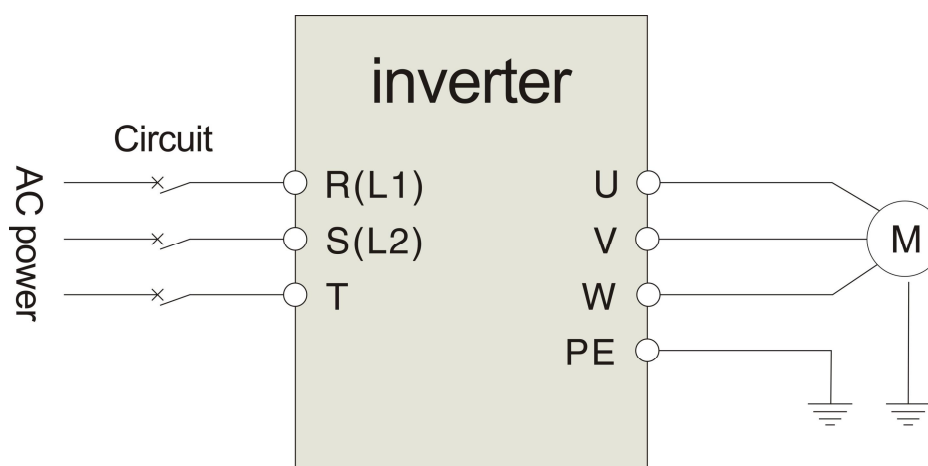 inverter
Circuit
AC power
R(L1)
S(L2)
T
U
V
W
PE
M